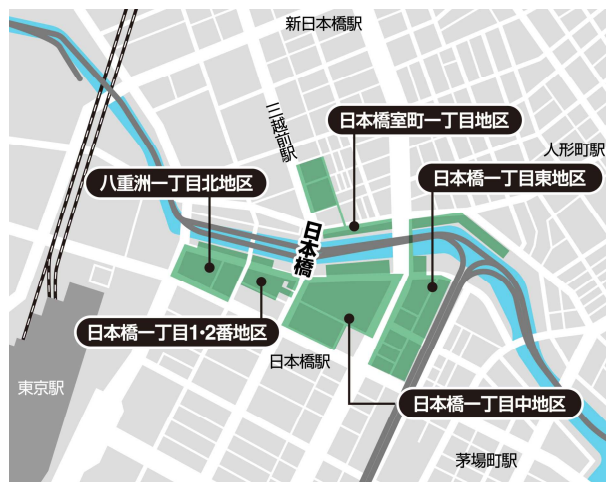 新日本橋駅
三越前駅
日本橋室町一丁目地区
人形町駅
八重洲一丁目北地区
日本橋一丁目東地区
日本橋
日本橋一丁目1・2番地区
日本橋駅
東京駅
日本橋一丁目中地区
茅場町駅